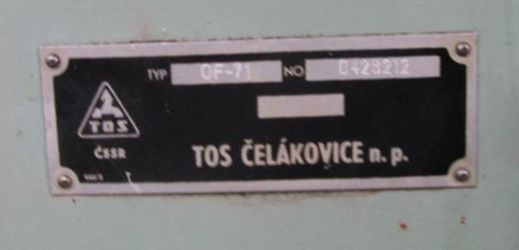 TYP OF-71 NO 0423212
TOS
ČSSR
TOS ČELÁKOVICE n. p.